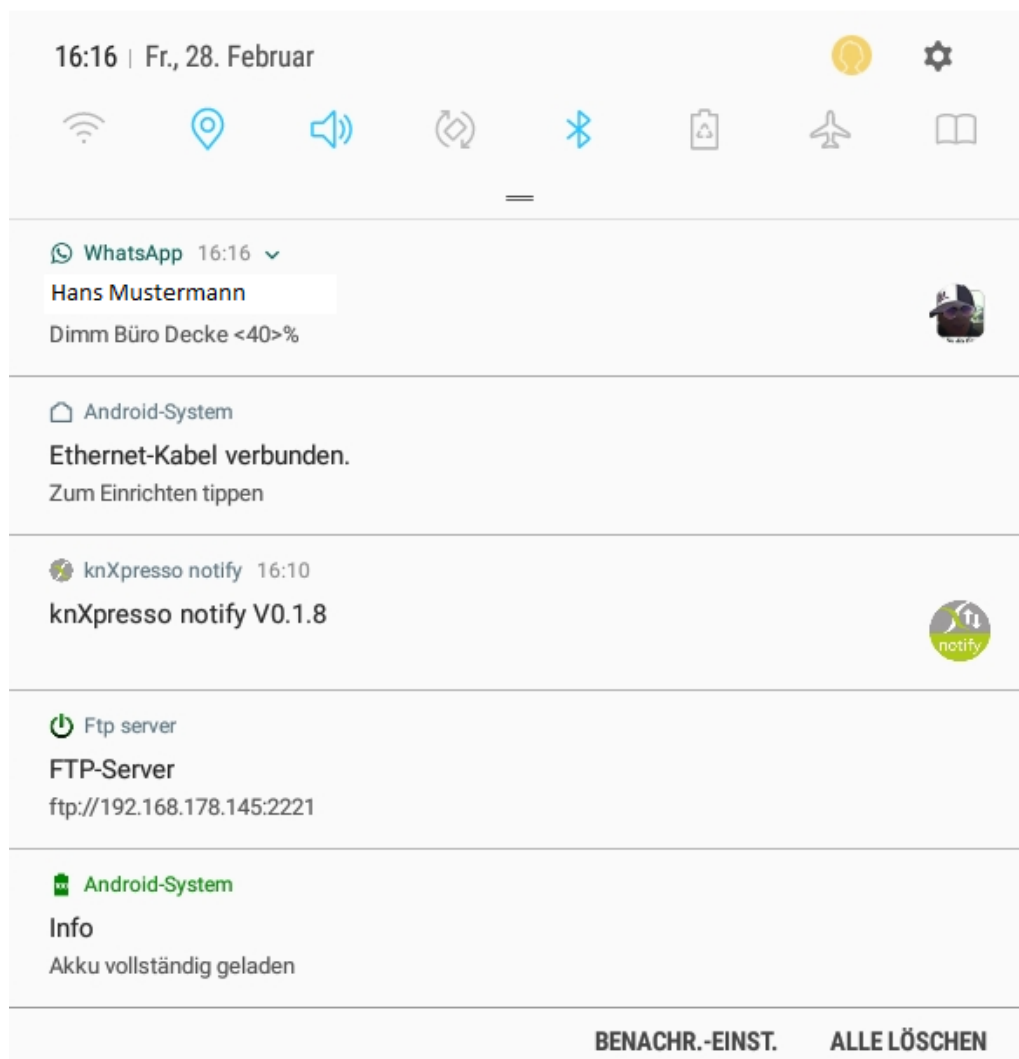 16:16 | Fr., 28. Februar
WhatsApp 16:16
Hans Mustermann
Dimm Büro Decke <40>%
Android-System
Ethernet-Kabel verbunden.
Zum Einrichten tippen
knXpresso notify 16:10
knXpresso notify V0.1.8
notify
Ftp server
FTP-Server
ftp://192.168.178.145:2221
Android-System
Info
Akku vollständig geladen
BENACHR.-EINST. ALLE LÖSCHEN